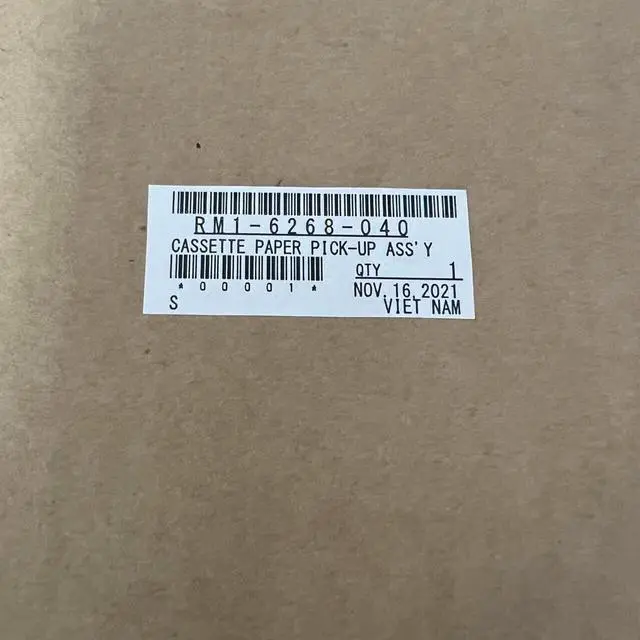 RM1-6268-040
CASSETTE PAPER PICK-UP ASS'Y
*00001* QTY 1
NOV. 16. 2021
S VIET NAM